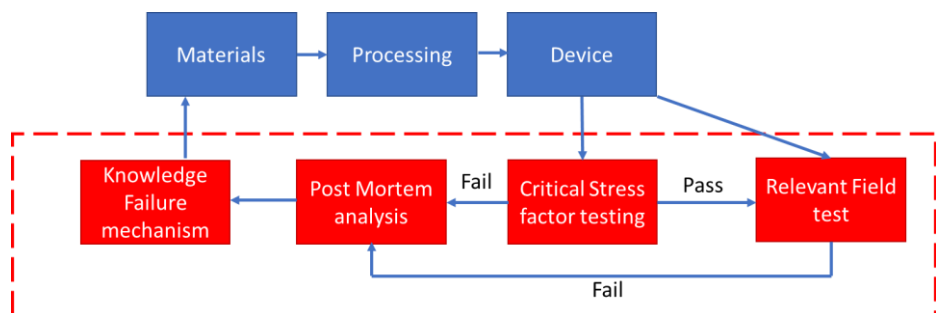 Materials
Processing
Device
Knowledge
Failure
mechanism
Post Mortem
analysis
Fail
Critical Stress
factor testing
Pass
Relevant Field
test
Fail